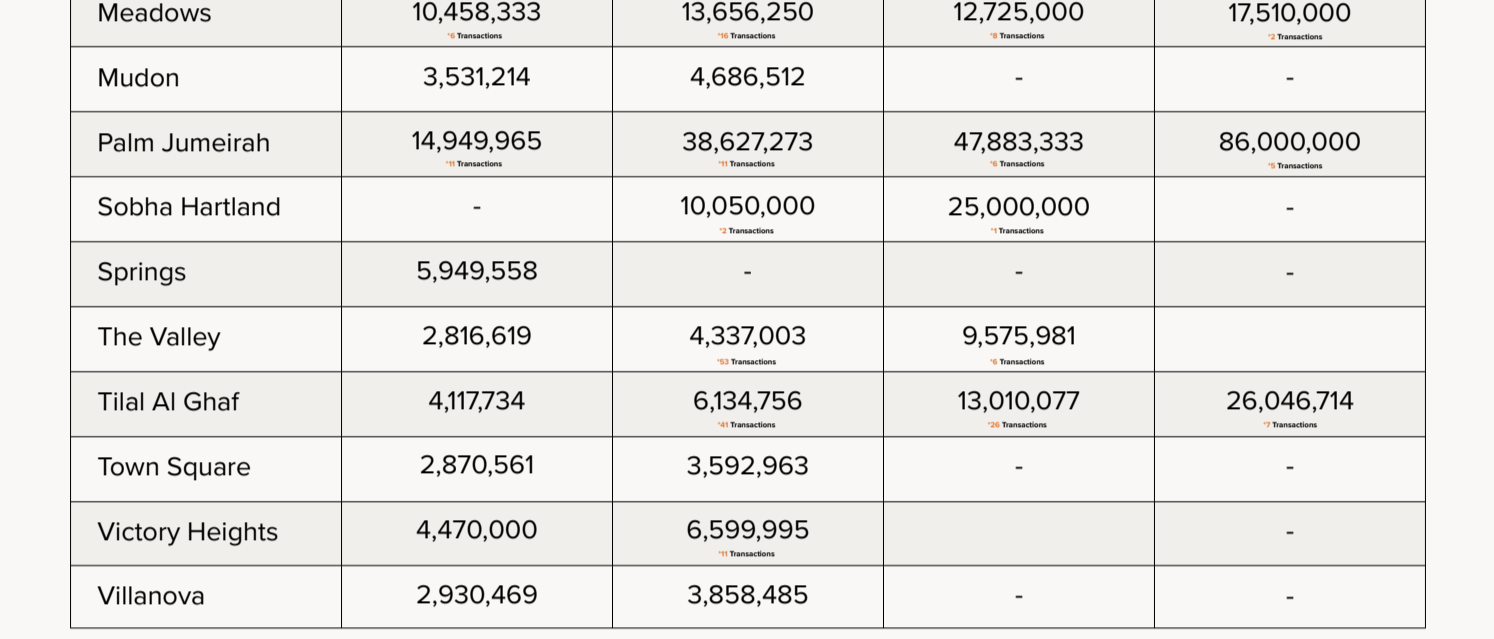 Meadows 10,458,333 13,656,250 12,725,000 17,510,000
*6 Transactions *16 Transactions *8 Transactions *2 Transactions
Mudon 3,531,214 4,686,512 - -
Palm Jumeirah 14,949,965 38,627,273 47,883,333 86,000,000
*11 Transactions *11 Transactions *6 Transactions *5 Transactions
Sobha Hartland - 10,050,000 25,000,000 -
*2 Transactions *1 Transactions
Springs 5,949,558 - - -
The Valley 2,816,619 4,337,003 9,575,981
*53 Transactions *6 Transactions
Tilal Al Ghaf 4,117,734 6,134,756 13,010,077 26,046,714
*41 Transactions *26 Transactions *7 Transactions
Town Square 2,870,561 3,592,963 - -
Victory Heights 4,470,000 6,599,995 -
*11 Transactions
Villanova 2,930,469 3,858,485 - -